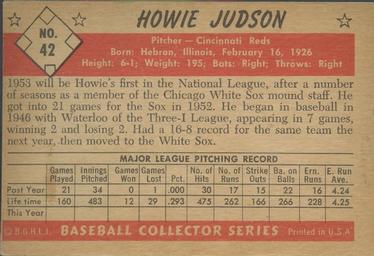 NO. 42
HOWIE JUDSON
Pitcher — Cincinnati Reds
Born: Hebron, Illinois, February 16, 1926
Height: 6-1; Weight: 195; Bats: Right; Throws: Right
1953 will be Howie's first in the National League, after a number
of seasons as a member of the Chicago White Sox mound staff. He
got into 21 games for the Sox in 1952. He began in baseball in
1946 with Waterloo of the Three-I League, appearing in 7 games,
winning 2 and losing 2. Had a 16-8 record for the same team the
next year, then moved to the White Sox.
MAJOR LEAGUE PITCHING RECORD
Games Played Innings Pitched Games Won Games Lost Pct. No. of Hits No. of Runs Strike Outs Ba. on Balls Ern. Runs E. Run Av.
Past Year 21 34 0 1 .000 30 17 15 22 16 4.24
Life time 160 483 12 29 .293 475 262 166 266 228 4.25
This Year
© B.G.H.L.I. BASEBALL COLLECTOR SERIES Printed in U.S.A.